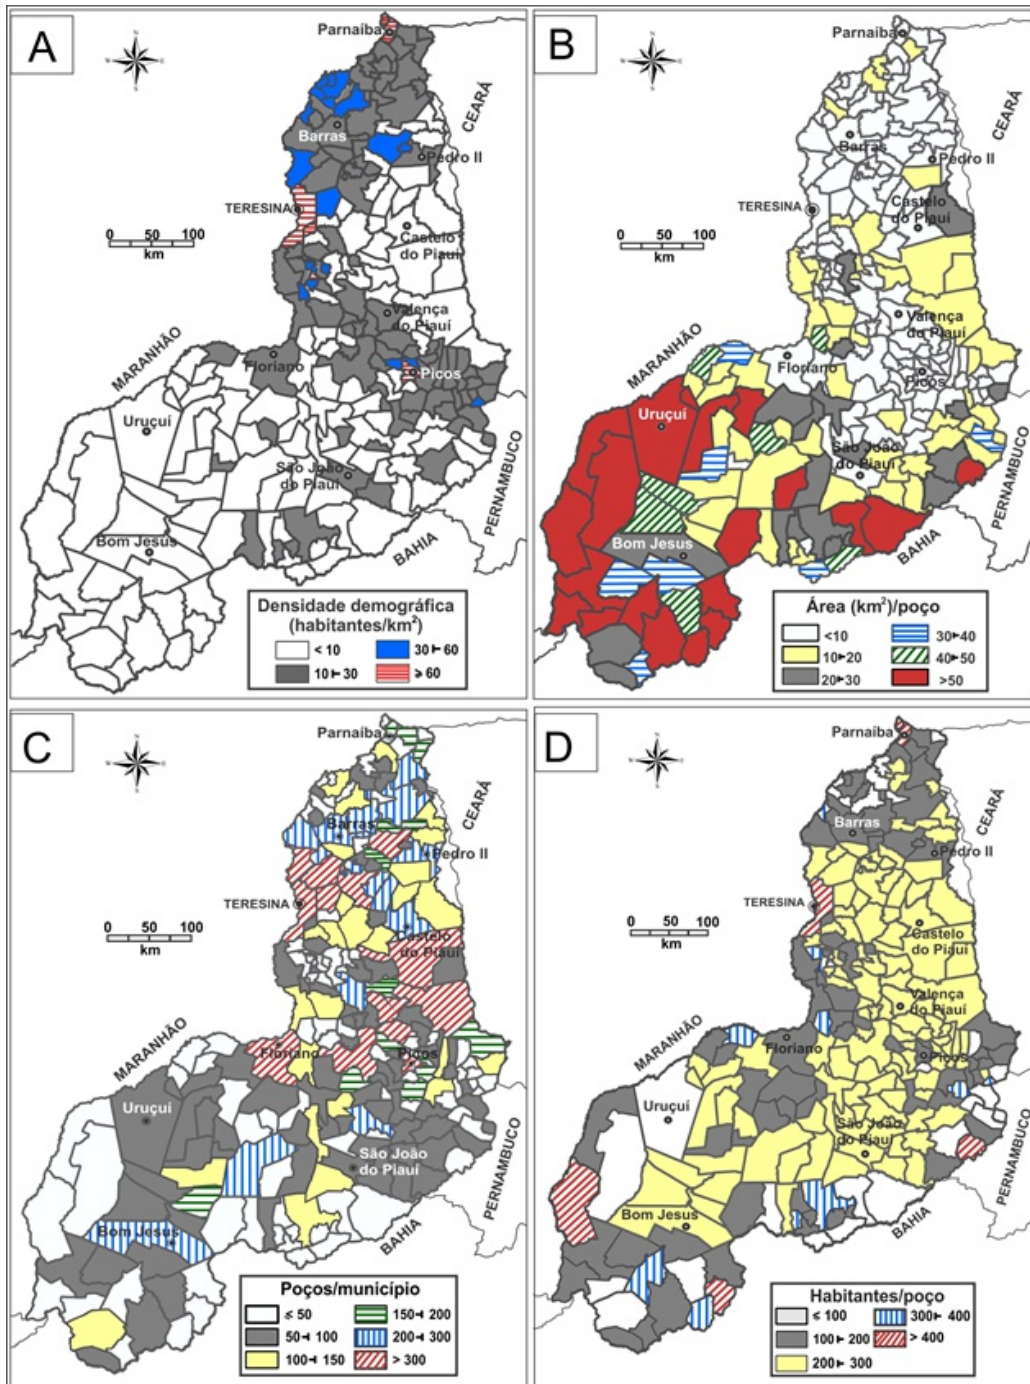 A
Parnaíba
CEARÁ
Barras
Pedro II
TERESINA
Castelo
do Piauí
0 50 100
km
Valença
do Piauí
MARANHÃO
Floriano
Picos
Uruçuí
São João
do Piauí
PERNAMBUCO
Bom Jesus
BAHIA
Densidade demográfica
(habitantes/km²)
< 10
30 ⊢ 60
10 ⊢ 30
⩾ 60
B
Parnaíba
CEARÁ
Barras
Pedro II
TERESINA
Castelo
do Piauí
0 50 100
km
Valença
do Piauí
MARANHÃO
Floriano
Picos
Uruçuí
São João
do Piauí
PERNAMBUCO
Bom Jesus
BAHIA
Área (km²)/poço
<10
30⊢40
10⊢20
40⊢50
20⊢30
>50
C
Parnaíba
CEARÁ
Barras
Pedro II
TERESINA
Castelo
do Piauí
0 50 100
km
MARANHÃO
Floriano
Picos
Uruçuí
São João
do Piauí
PERNAMBUCO
Bom Jesus
BAHIA
Poços/município
≤ 50
150⊣ 200
50⊣ 100
200⊣ 300
100⊣ 150
> 300
D
Parnaíba
CEARÁ
Barras
Pedro II
TERESINA
Castelo
do Piauí
0 50 100
km
Valença
do Piauí
MARANHÃO
Floriano
Picos
Uruçuí
São João
do Piauí
PERNAMBUCO
Bom Jesus
BAHIA
Habitantes/poço
≤ 100
300⊢ 400
100⊢ 200
> 400
200⊢ 300